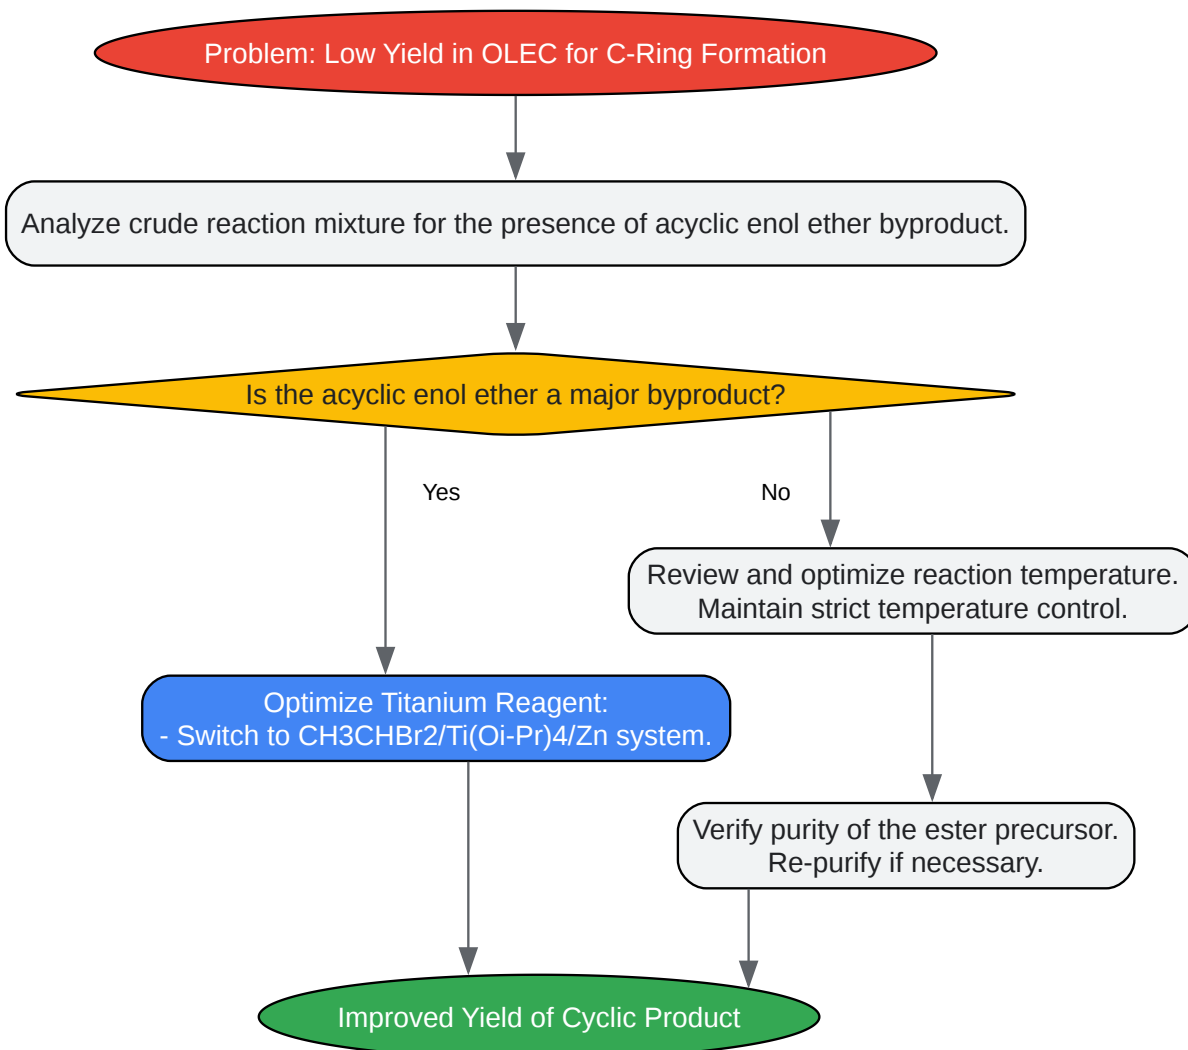 Problem: Low Yield in OLEC for C-Ring Formation
Analyze crude reaction mixture for the presence of acyclic enol ether byproduct.
Is the acyclic enol ether a major byproduct?
Yes
No
Review and optimize reaction temperature.
Maintain strict temperature control.
Optimize Titanium Reagent:
- Switch to CH3CHBr2/Ti(Oi-Pr)4/Zn system.
Verify purity of the ester precursor.
Re-purify if necessary.
Improved Yield of Cyclic Product